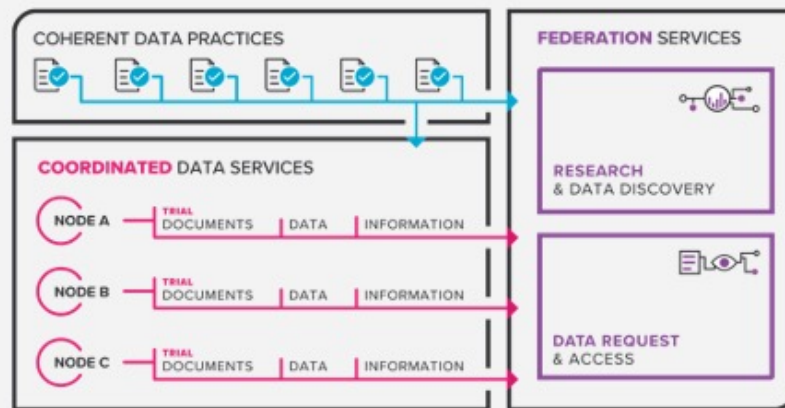 COHERENT DATA PRACTICES
FEDERATION SERVICES
RESEARCH
& DATA DISCOVERY
COORDINATED DATA SERVICES
NODE A
TRIAL
DOCUMENTS DATA INFORMATION
NODE B
TRIAL
DOCUMENTS DATA INFORMATION
NODE C
TRIAL
DOCUMENTS DATA INFORMATION
DATA REQUEST
& ACCESS